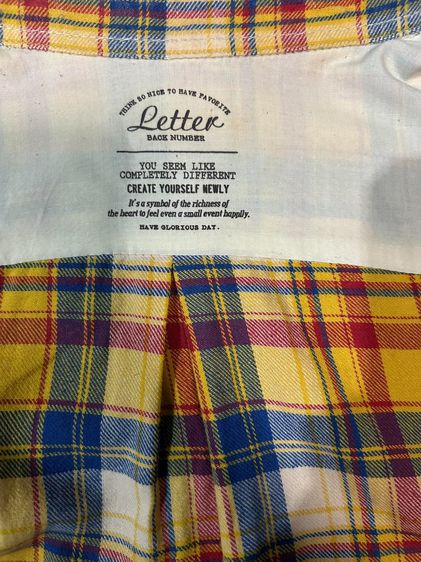 THINK SO NICE TO HAVE FAVORITE
Letter
BACK NUMBER
YOU SEEM LIKE
COMPLETELY DIFFERENT
CREATE YOURSELF NEWLY
It's a symbol of the richness of
the heart to feel even a small event happily.
HAVE GLORIOUS DAY.